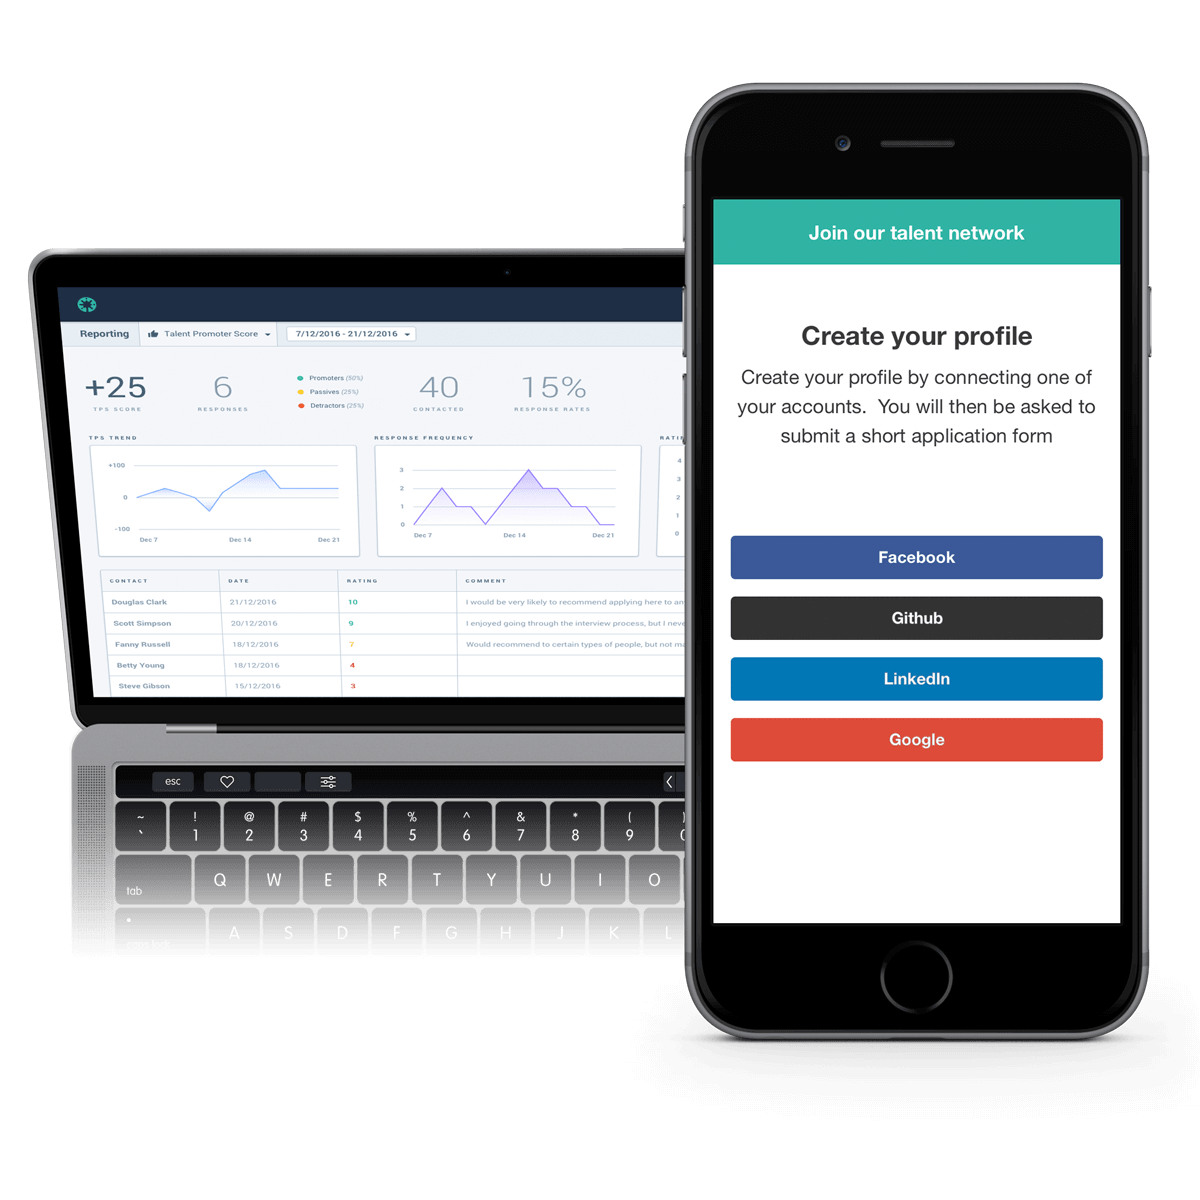 Join our talent network
Create your profile
Create your profile by connecting one of
your accounts. You will then be asked to
submit a short application form
Facebook
Github
LinkedIn
Google
Reporting Talent Promoter Score 7/12/2016 - 21/12/2016
+25 6 40 15%
TPS SCORE RESPONSES CONTACTED RESPONSE RATES
Promoters (50%)
Passives (25%)
Detractors (25%)
TPS TREND
+100
0
-100
Dec 7 Dec 14 Dec 21
RESPONSE FREQUENCY
3
2
1
0
Dec 7 Dec 14 Dec 21
RATI
4
3
2
1
0
CONTACT DATE RATING COMMENT
Douglas Clark 21/12/2016 10 I would be very likely to recommend applying here to an
Scott Simpson 20/12/2016 9 I enjoyed going through the interview process, but I neve
Fanny Russell 18/12/2016 7 Would recommend to certain types of people, but not ma
Betty Young 18/12/2016 4
Steve Gibson 15/12/2016 3
esc
~ ! @ # $ % ^ & * ( )
` 1 2 3 4 5 6 7 8 9 0
tab Q W E R T Y U I O
A S D F G H J K L